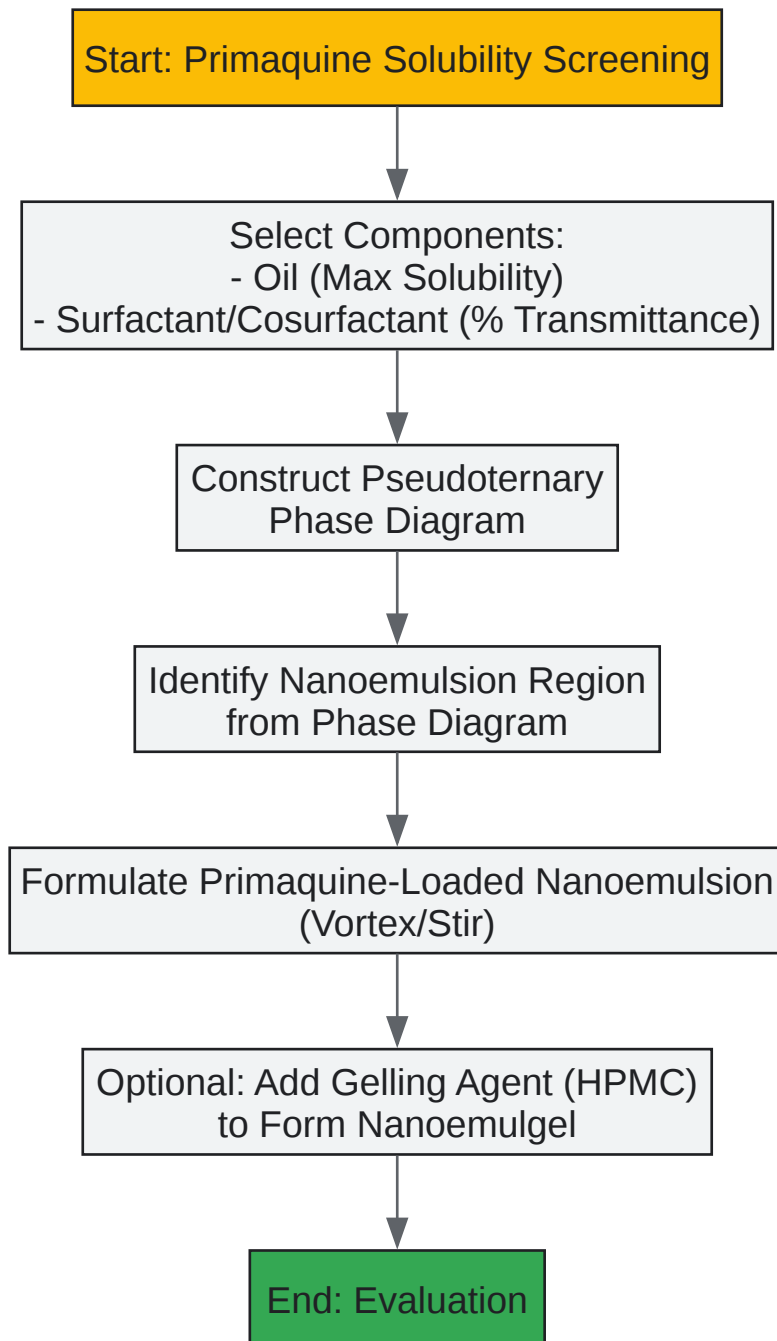 Start: Primaquine Solubility Screening
Select Components:
- Oil (Max Solubility)
- Surfactant/Cosurfactant (% Transmittance)
Construct Pseudoternary
Phase Diagram
Identify Nanoemulsion Region
from Phase Diagram
Formulate Primaquine-Loaded Nanoemulsion
(Vortex/Stir)
Optional: Add Gelling Agent (HPMC)
to Form Nanoemulgel
End: Evaluation